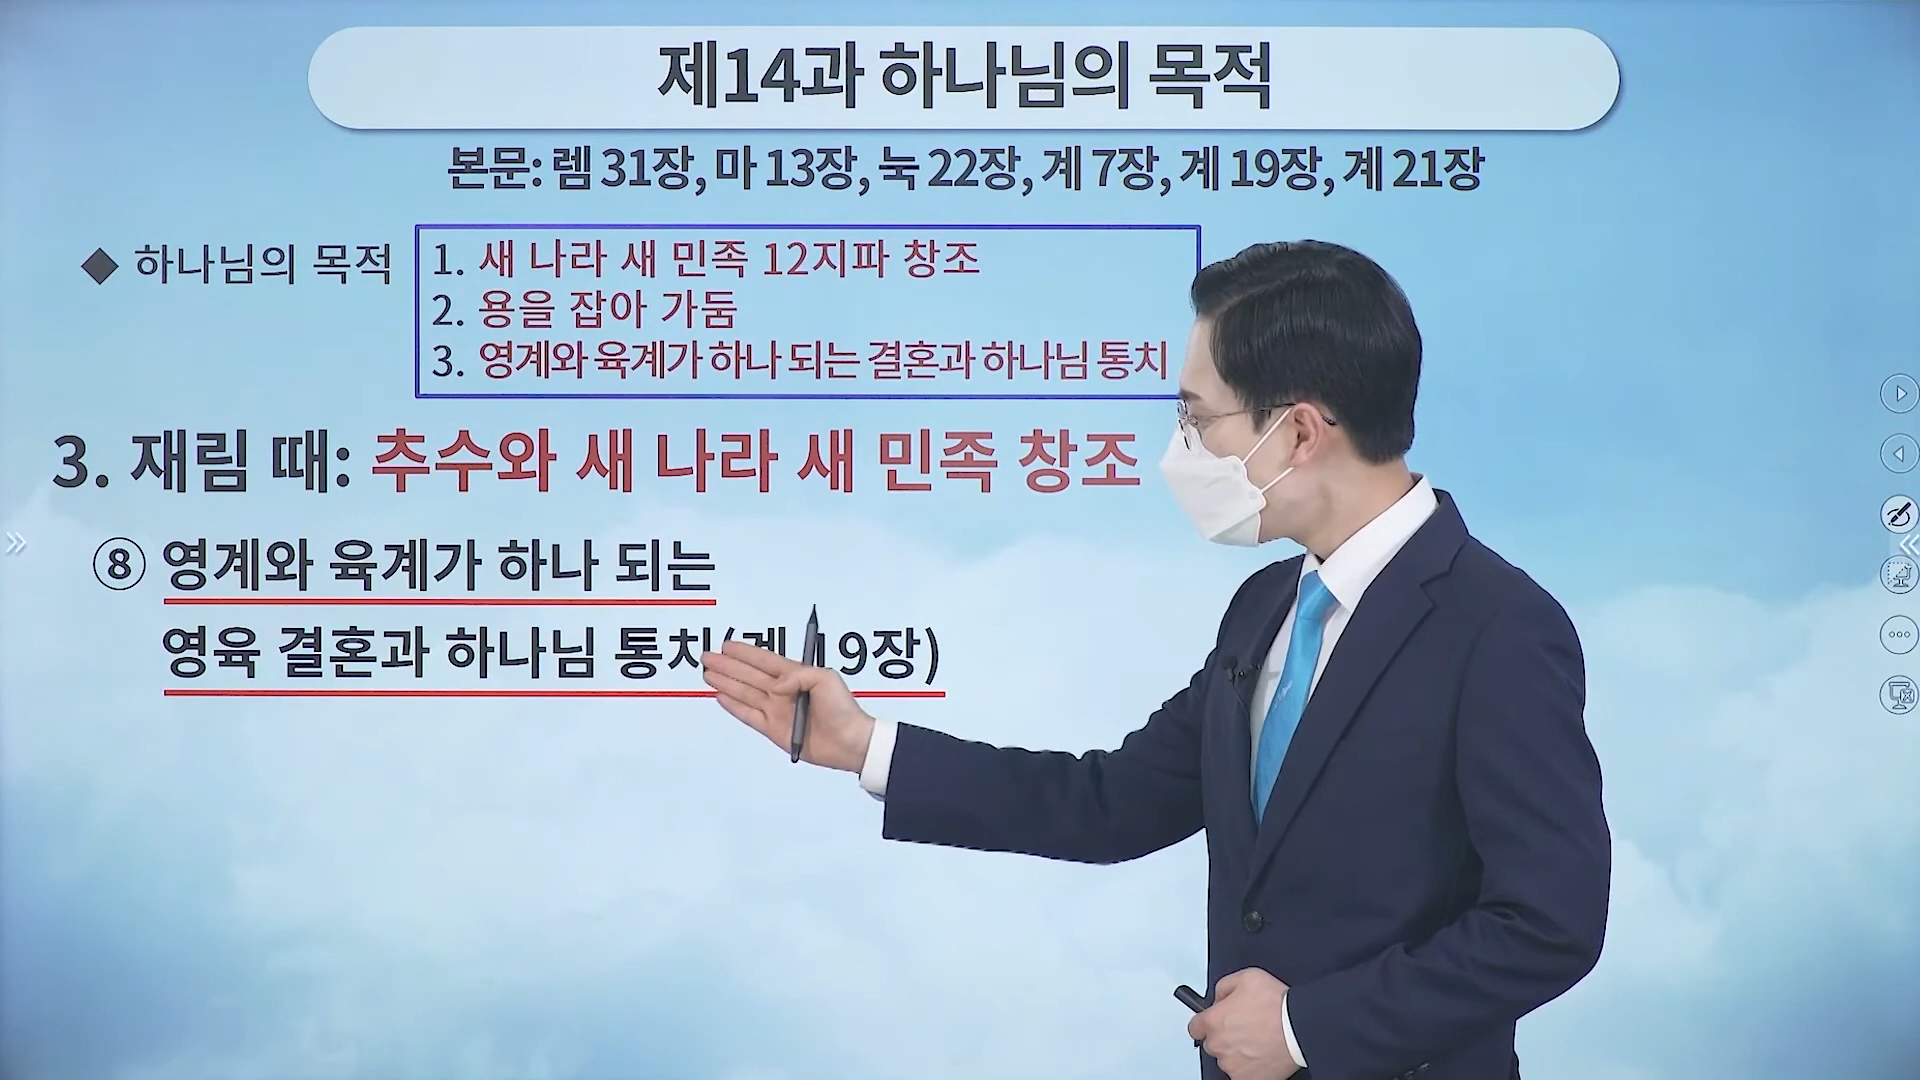 제14과 하나님의 목적
본문: 렘 31장, 마 13장, 눅 22장, 계 7장, 계 19장, 계 21장
◆ 하나님의 목적
1. 새 나라 새 민족 12지파 창조
2. 용을 잡아 가둠
3. 영계와 육계가 하나 되는 결혼과 하나님 통치
3. 재림 때: 추수와 새 나라 새 민족 창조
⑧ 영계와 육계가 하나 되는
영육 결혼과 하나님 통치(계 19장)